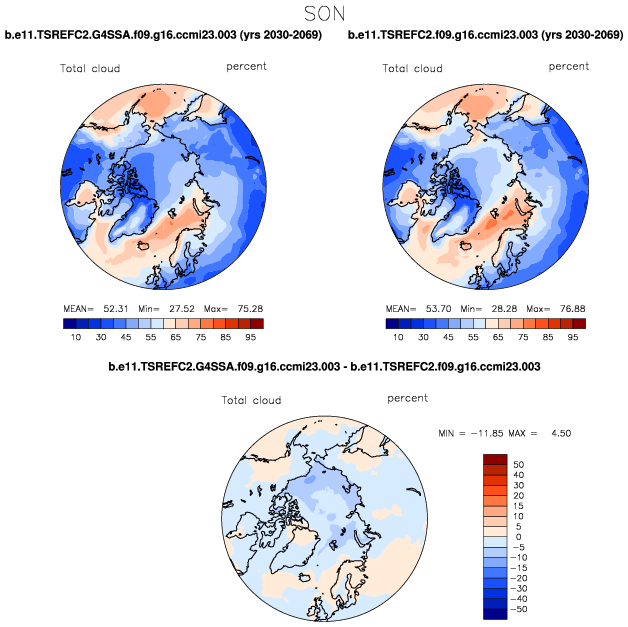 SON
b.e11.TSREFC2.G4SSA.f09.g16.ccmi23.003 (yrs 2030-2069) b.e11.TSREFC2.f09.g16.ccmi23.003 (yrs 2030-2069)
Total cloud percent Total cloud percent
MEAN= 52.31 Min= 27.52 Max= 75.28 MEAN= 53.70 Min= 28.28 Max= 76.88
10 30 45 55 65 75 85 95 10 30 45 55 65 75 85 95
b.e11.TSREFC2.G4SSA.f09.g16.ccmi23.003 - b.e11.TSREFC2.f09.g16.ccmi23.003
Total cloud percent
MIN = -11.85 MAX = 4.50
50
40
30
20
15
10
5
0
-5
-10
-15
-20
-30
-40
-50